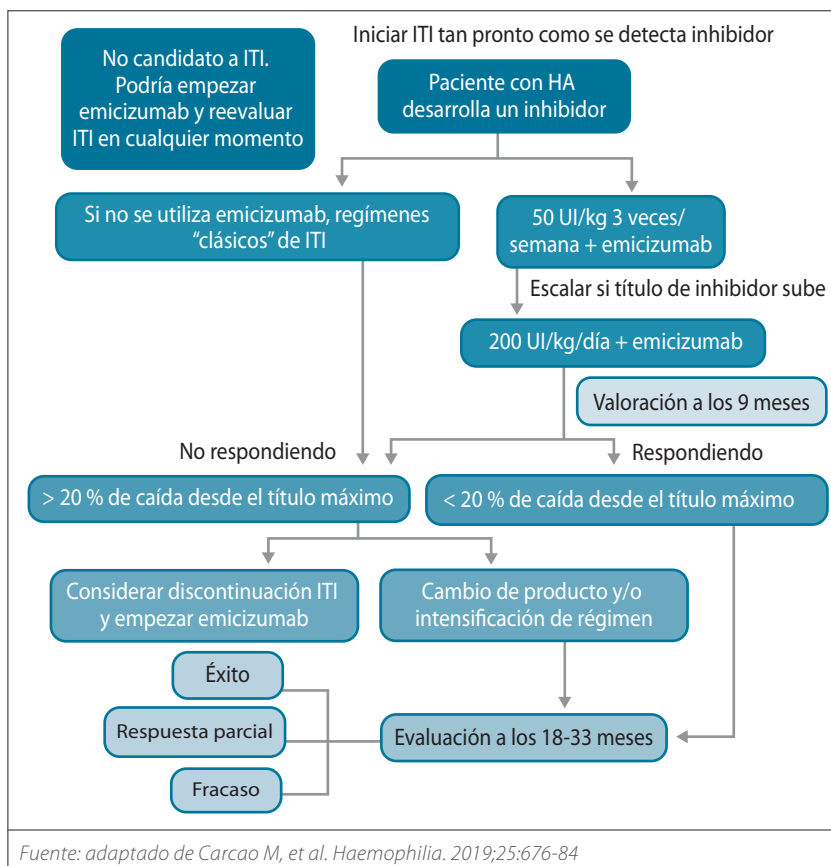 No candidato a ITI.
Podría empezar
emicizumab y reevaluar
ITI en cualquier momento
Iniciar ITI tan pronto como se detecta inhibidor
Paciente con HA
desarrolla un inhibidor
Si no se utiliza emicizumab, regímenes
“clásicos” de ITI
50 UI/kg 3 veces/
semana + emicizumab
Escalar si título de inhibidor sube
200 UI/kg/día + emicizumab
Valoración a los 9 meses
No respondiendo
Respondiendo
> 20 % de caída desde el título máximo
< 20 % de caída desde el título máximo
Considerar discontinuación ITI
y empezar emicizumab
Cambio de producto y/o
intensificación de régimen
Éxito
Respuesta parcial
Fracaso
Evaluación a los 18-33 meses
Fuente: adaptado de Carcao M, et al. Haemophilia. 2019;25:676-84